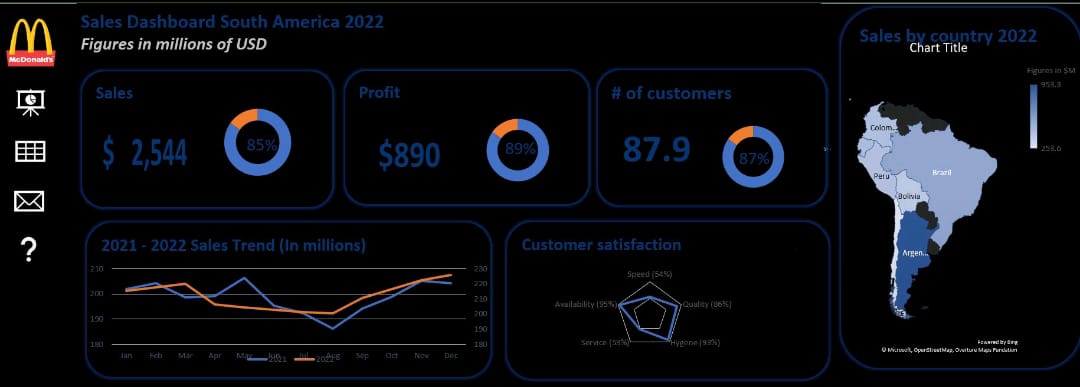 Sales Dashboard South America 2022
Figures in millions of USD
McDonald's
Sales
$ 2,544
85%
Profit
$890
89%
# of customers
87.9
87%
Sales by country 2022
Chart Title
Figures in $M
953.3
253.6
Colom...
Peru
Brazil
Bolivia
Argen...
Powered by Bing
© Microsoft, OpenStreetMap, Overture Maps Fundation
?
2021 - 2022 Sales Trend (In millions)
210
200
190
180
230
220
210
200
190
180
Jan Feb Mar Apr May Jun Jul Aug Sep Oct Nov Dec
2021 2022
Customer satisfaction
Speed (54%)
Quality (86%)
Hygene (93%)
Service (53%)
Availability (95%)